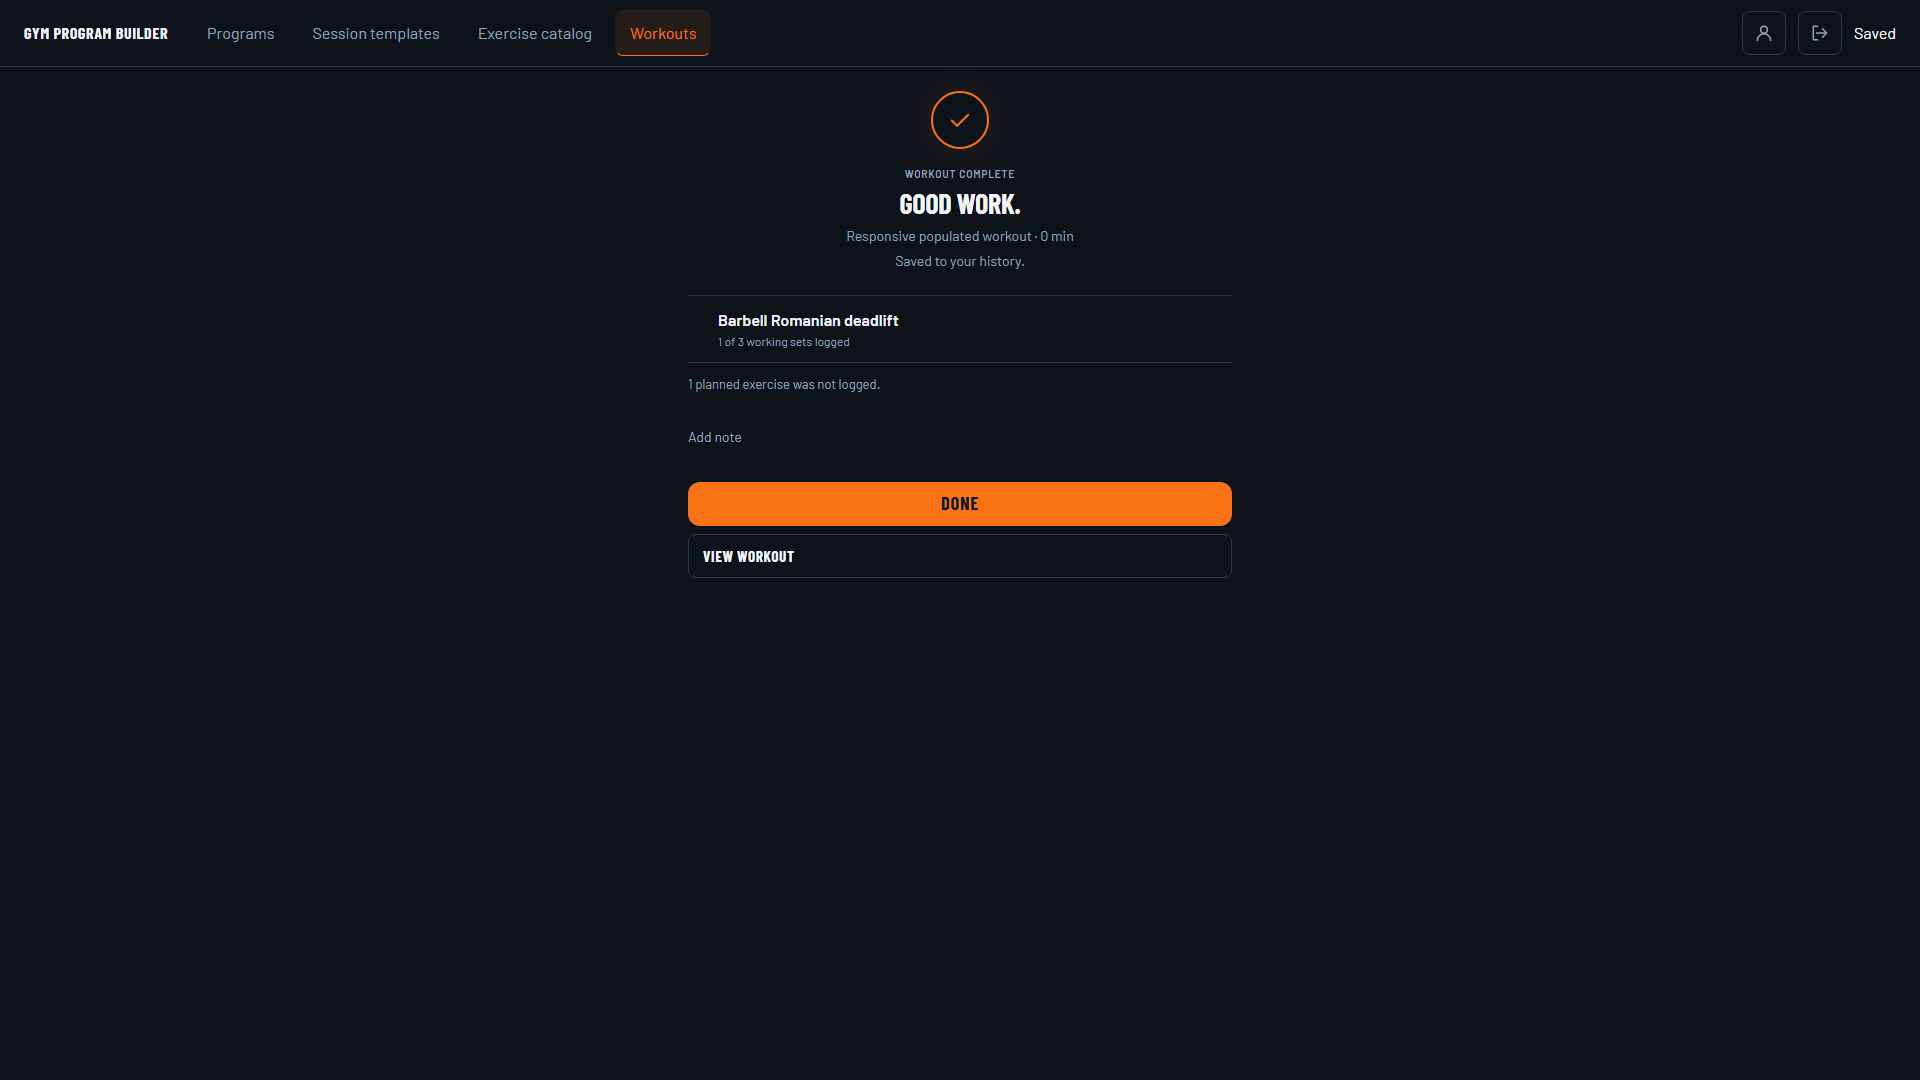 GYM PROGRAM BUILDER Programs Session templates Exercise catalog Workouts Saved
WORKOUT COMPLETE
GOOD WORK.
Responsive populated workout · 0 min
Saved to your history.
Barbell Romanian deadlift
1 of 3 working sets logged
1 planned exercise was not logged.
Add note
DONE
VIEW WORKOUT